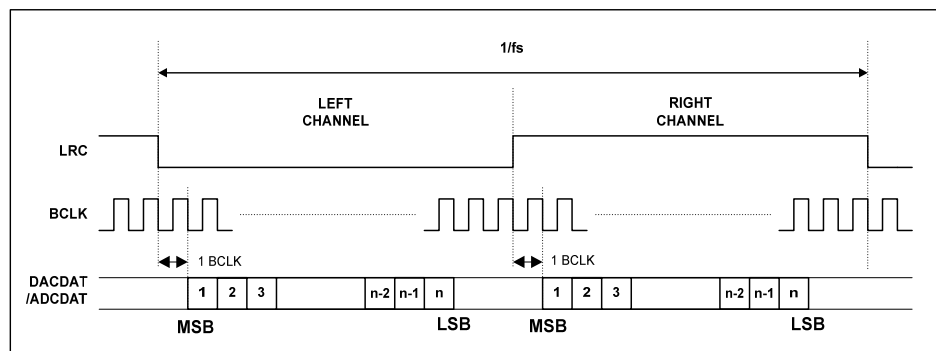 1/fs
LEFT
CHANNEL
RIGHT
CHANNEL
LRC
BCLK
1 BCLK
1 BCLK
DACDAT
/ADCDAT
1 2 3 n-2 n-1 n 1 2 3 n-2 n-1 n
MSB LSB MSB LSB